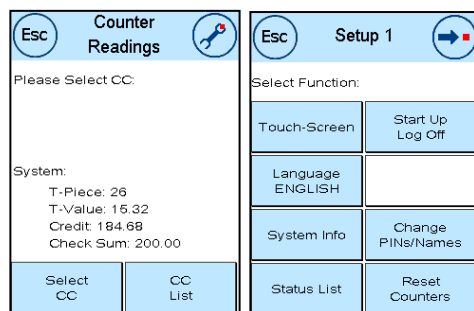 Esc
Counter
Readings
Please Select CC:
System:
T-Piece: 26
T-Value: 15.32
Credit: 184.68
Check Sum: 200.00
Select
CC
CC
List
Esc
Setup 1
Select Function:
Touch-Screen
Start Up
Log Off
Language
ENGLISH
System Info
Change
PINs/Names
Status List
Reset
Counters